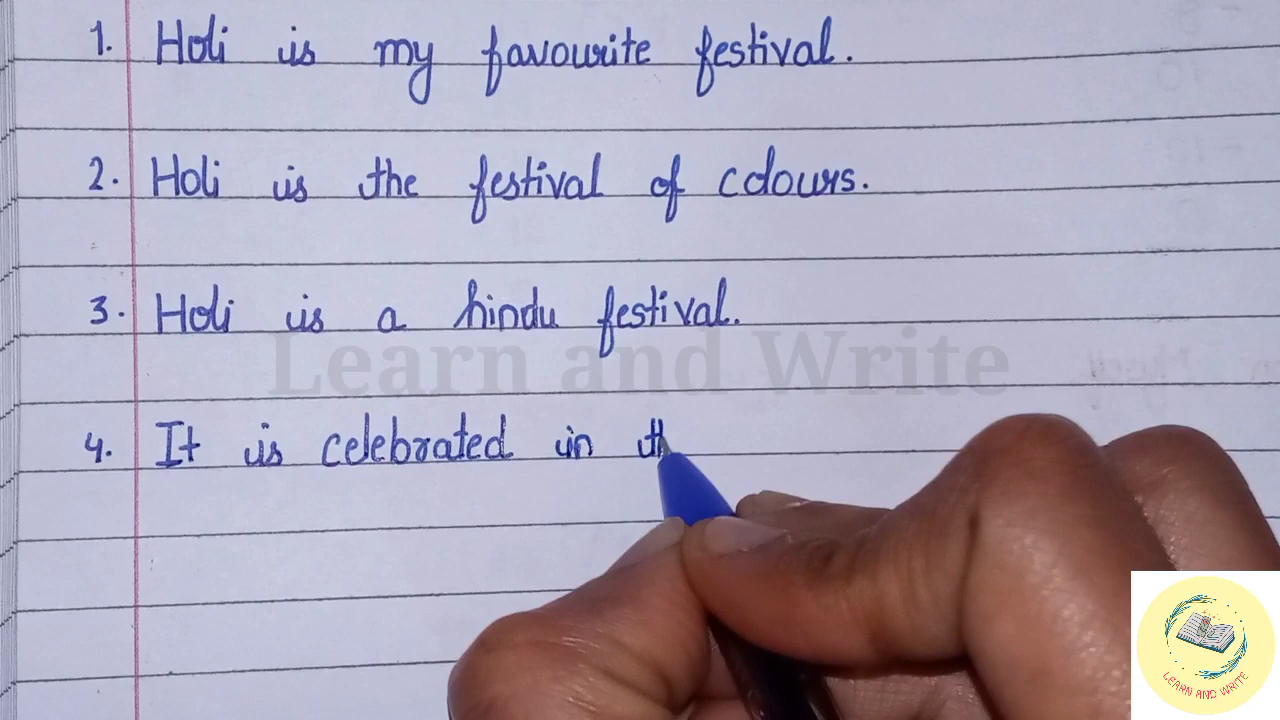 1. Holi is my favourite festival.
2. Holi is the festival of colours.
3. Holi is a hindu festival.
Learn and Write
4. It is celebrated in th
LEARN AND WRITE